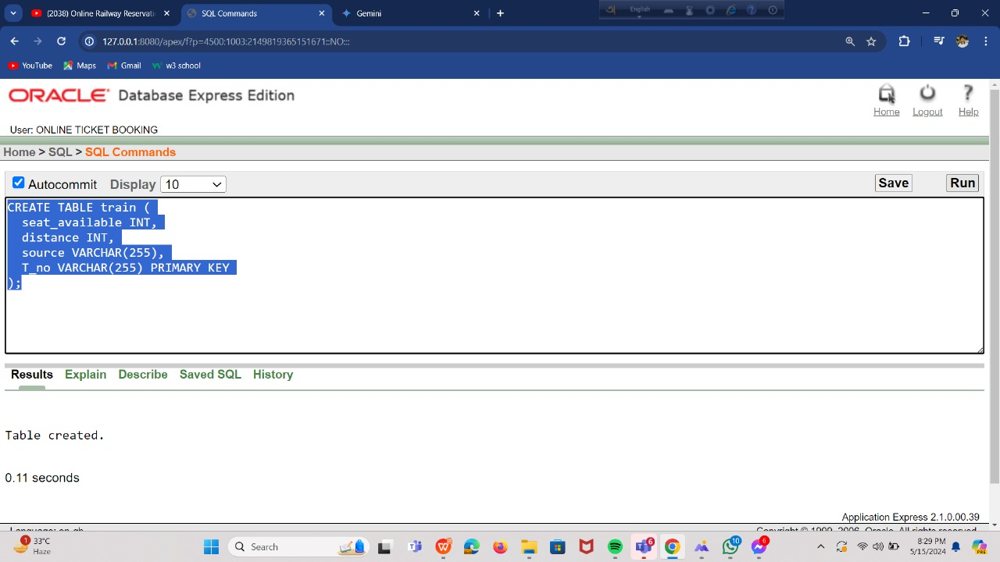 (2038) Online Railway Reservati
SQL Commands
Gemini
English
127.0.0.1:8080/apex/f?p=4500:1003:2149819365151671::NO:::
YouTube
Maps
Gmail
w3 school
ORACLE Database Express Edition
Home
Logout
Help
User: ONLINE TICKET BOOKING
Home > SQL > SQL Commands
Autocommit
Display
10
Save
Run
CREATE TABLE train (
seat_available INT,
distance INT,
source VARCHAR(255),
T_no VARCHAR(255) PRIMARY KEY
);
Results
Explain
Describe
Saved SQL
History
Table created.
0.11 seconds
Application Express 2.1.0.00.39
Language: en-gb
Copyright © 1999, 2006, Oracle. All rights reserved.
1
33°C
Haze
Search
6
10
6
8:29 PM
5/15/2024
PRE